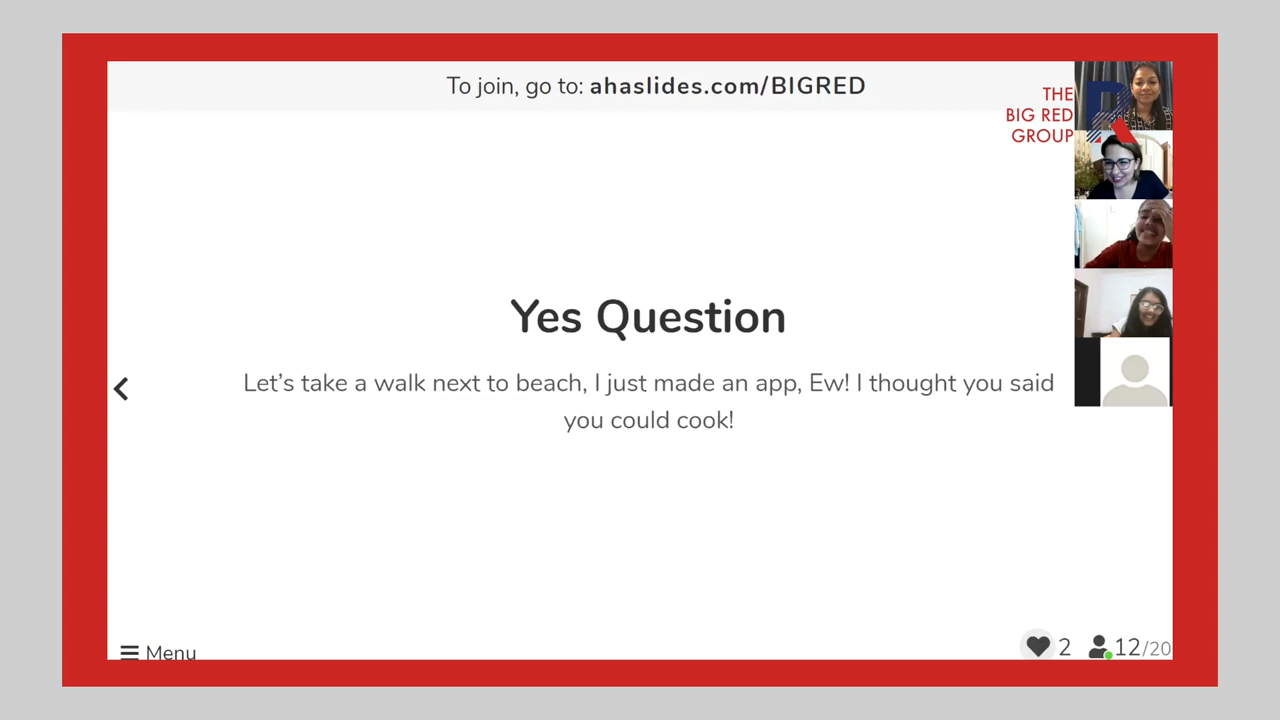 To join, go to: ahaslides.com/BIGRED
THE
BIG RED
GROUP
Yes Question
Let’s take a walk next to beach, I just made an app, Ew! I thought you said
you could cook!
Menu
2
12/20